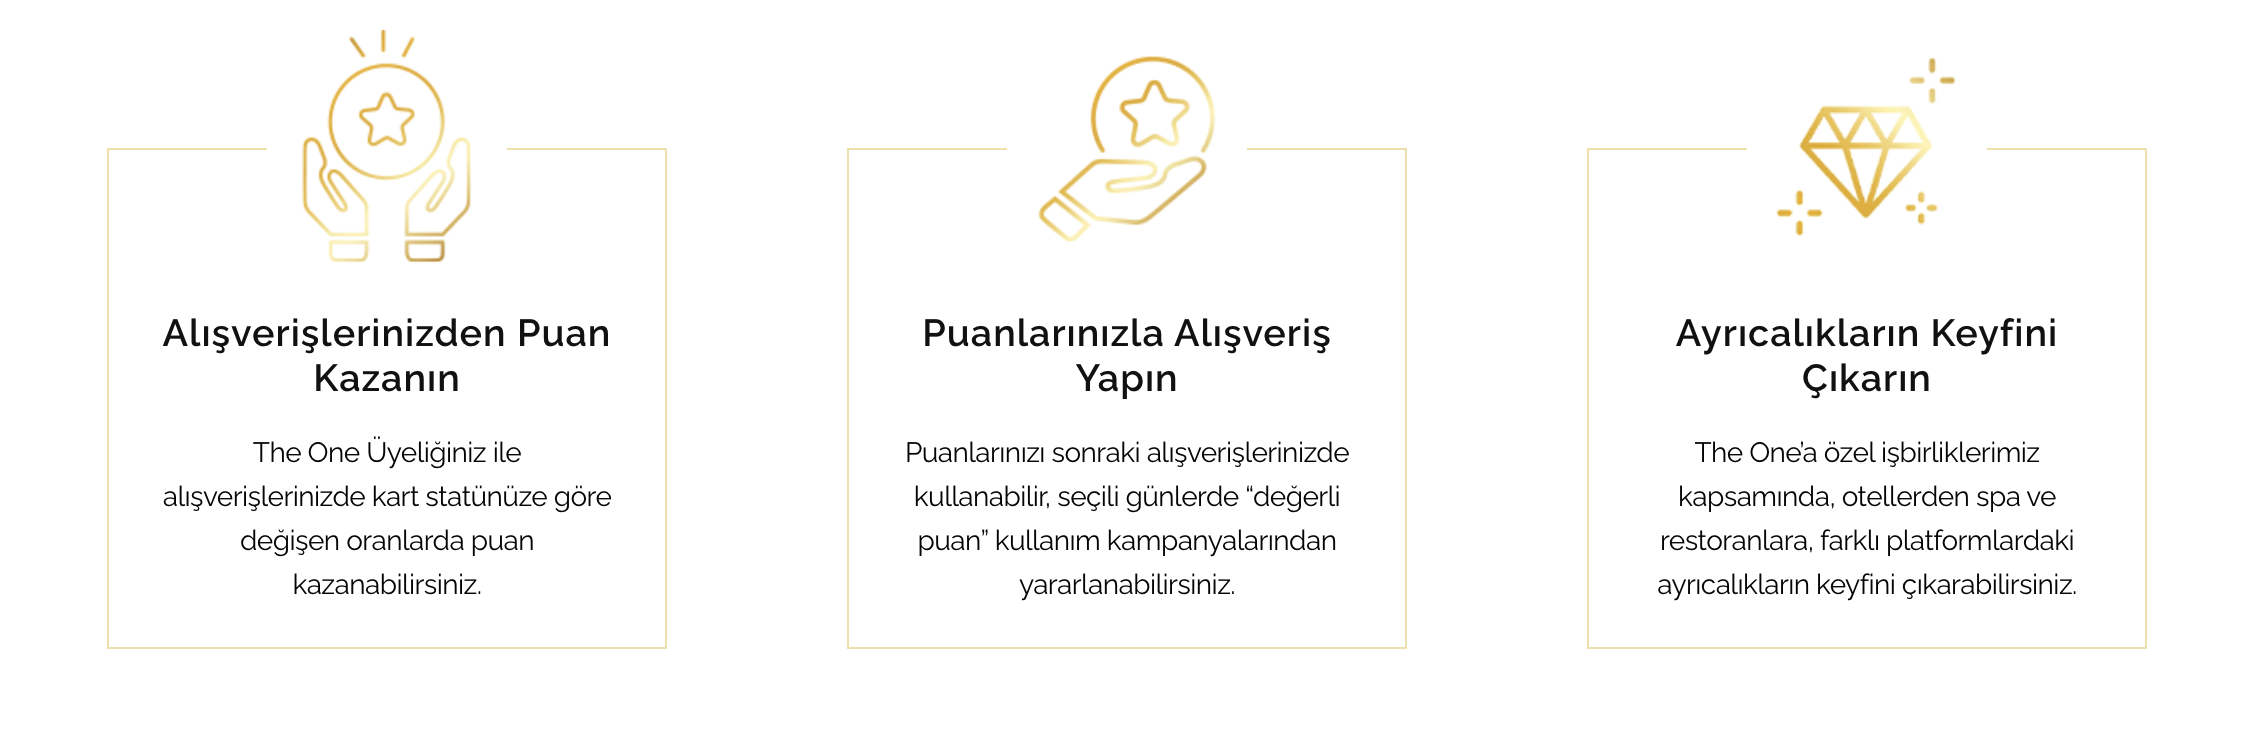 Alışverişlerinizden Puan
Kazanın
The One Üyeliğiniz ile
alışverişlerinizde kart statünüze göre
değişen oranlarda puan
kazanabilirsiniz.
Puanlarınızla Alışveriş
Yapın
Puanlarınızı sonraki alışverişlerinizde
kullanabilir, seçili günlerde “değerli
puan” kullanım kampanyalarından
yararlanabilirsiniz.
Ayrıcalıkların Keyfini
Çıkarın
The One’a özel işbirliklerimiz
kapsamında, otellerden spa ve
restoranlara, farklı platformlardaki
ayrıcalıkların keyfini çıkarabilirsiniz.